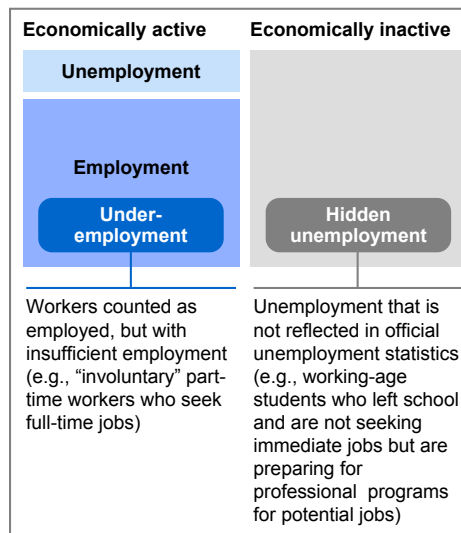 Economically active
Economically inactive
Unemployment
Employment
Under-
employment
Hidden
unemployment
Workers counted as
employed, but with
insufficient employment
(e.g., “involuntary” part-
time workers who seek
full-time jobs)
Unemployment that is
not reflected in official
unemployment statistics
(e.g., working-age
students who left school
and are not seeking
immediate jobs but are
preparing for
professional programs
for potential jobs)